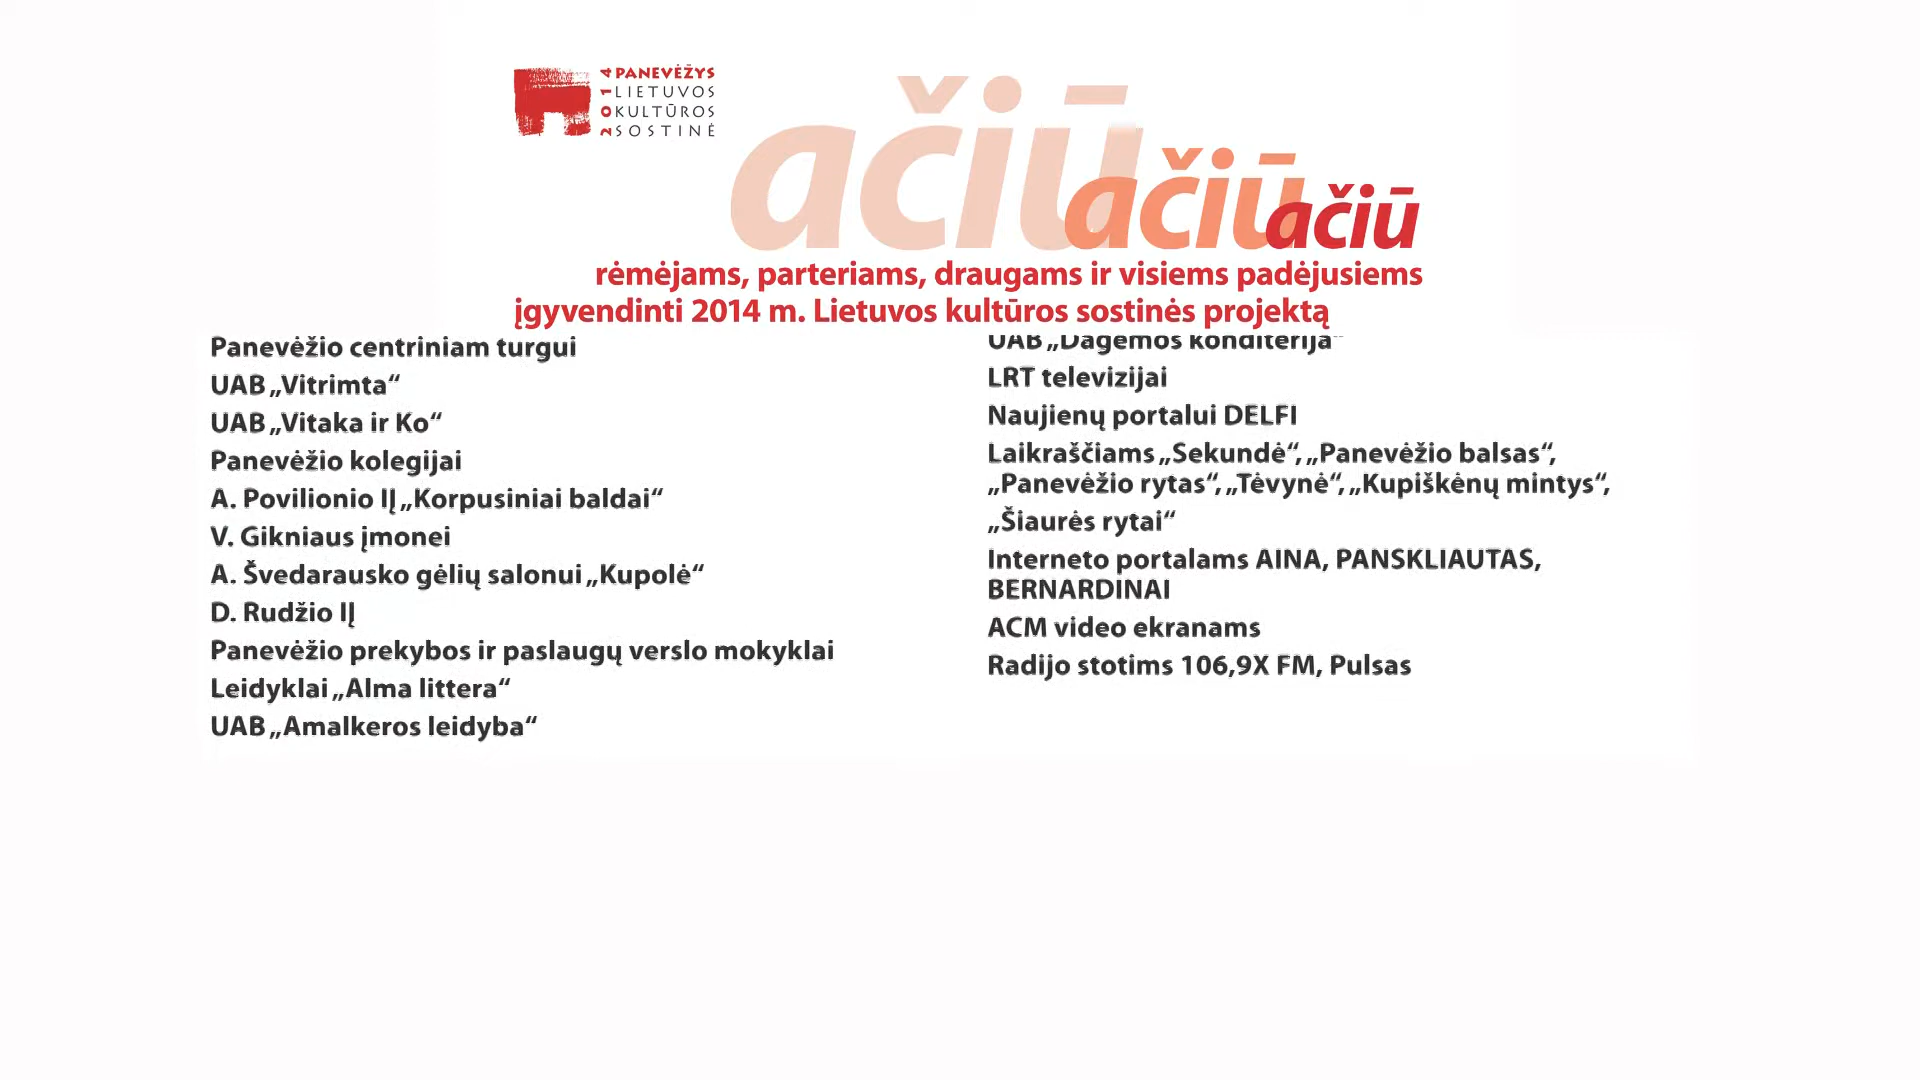 2014
PANEVĖŽYS
LIETUVOS
KULTŪROS
SOSTINĖ
ačiū
ačiū
ačiū
rėmėjams, parteriams, draugams ir visiems padėjusiems
įgyvendinti 2014 m. Lietuvos kultūros sostinės projektą
Panevėžio centriniam turgui
UAB „Vitrimta“
UAB „Vitaka ir Ko“
Panevėžio kolegijai
A. Povilionio IĮ „Korpusiniai baldai“
V. Gikniaus įmonei
A. Švedarausko gėlių salonui „Kupolė“
D. Rudžio IĮ
Panevėžio prekybos ir paslaugų verslo mokyklai
Leidyklai „Alma littera“
UAB „Amalkeros leidyba“
UAB „Dagemos konditerija“
LRT televizijai
Naujienų portalui DELFI
Laikraščiams „Sekundė“, „Panevėžio balsas“,
„Panevėžio rytas“, „Tėvynė“, „Kupiškėnų mintys“,
„Šiaurės rytai“
Interneto portalams AINA, PANSKLIAUTAS,
BERNARDINAI
ACM video ekranams
Radijo stotims 106,9X FM, Pulsas